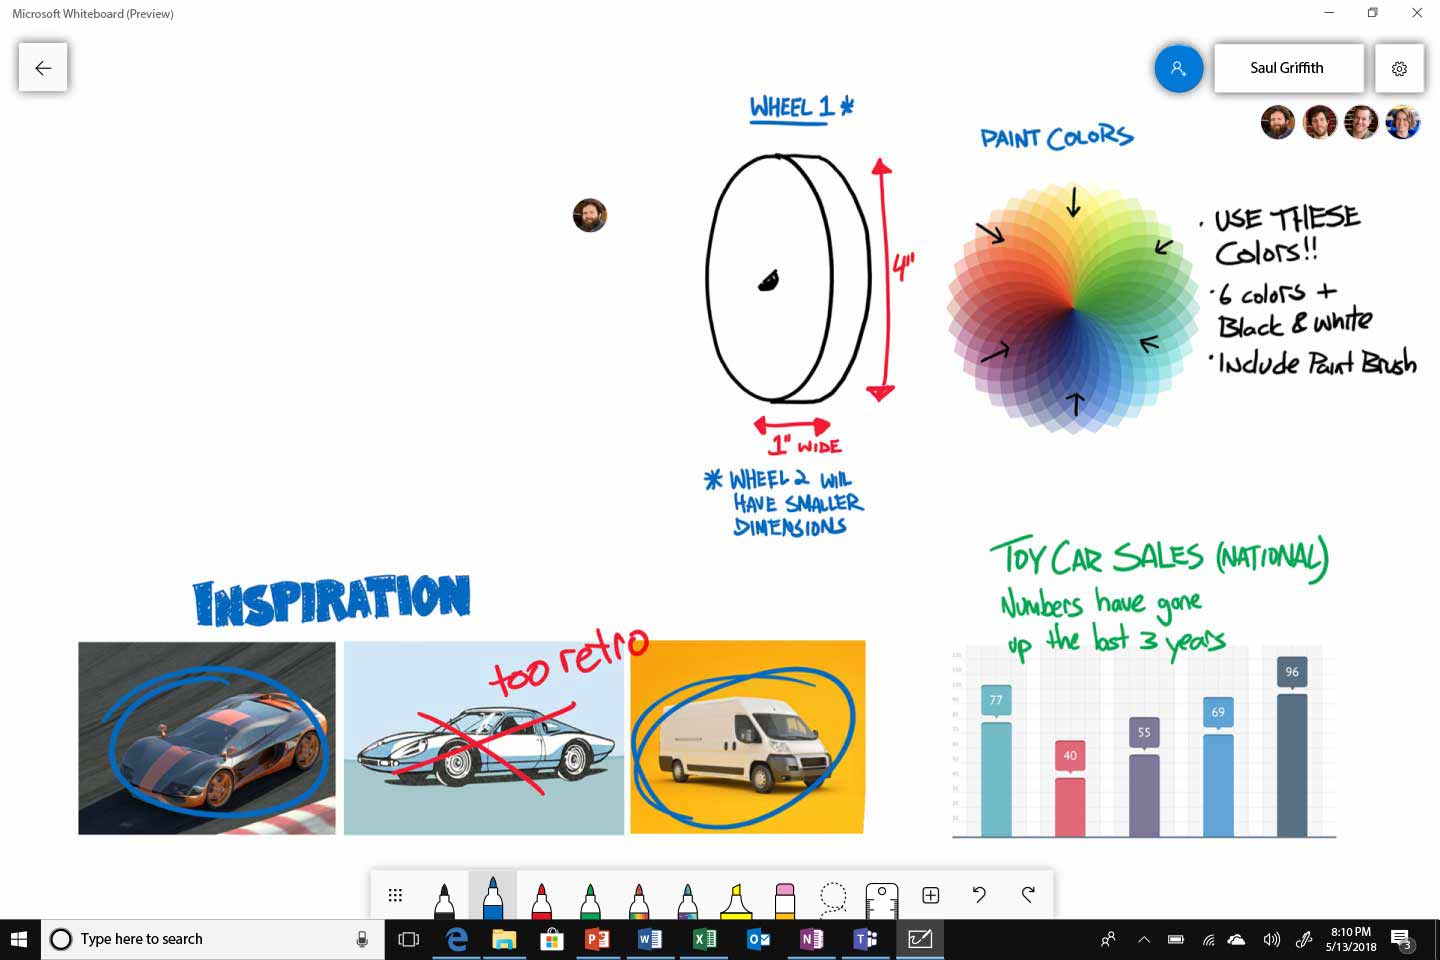 Microsoft Whiteboard (Preview)
Saul Griffith
WHEEL 1 *
4"
1" WIDE
* WHEEL 2 WILL
HAVE SMALLER
DIMENSIONS
PAINT COLORS
• USE THESE
Colors!!
• 6 colors +
Black & White
• Include Paint Brush
INSPIRATION
too retro
TOY CAR SALES (NATIONAL)
Numbers have gone
up the last 3 years
77
40
55
69
96
Type here to search
8:10 PM
5/13/2018
3